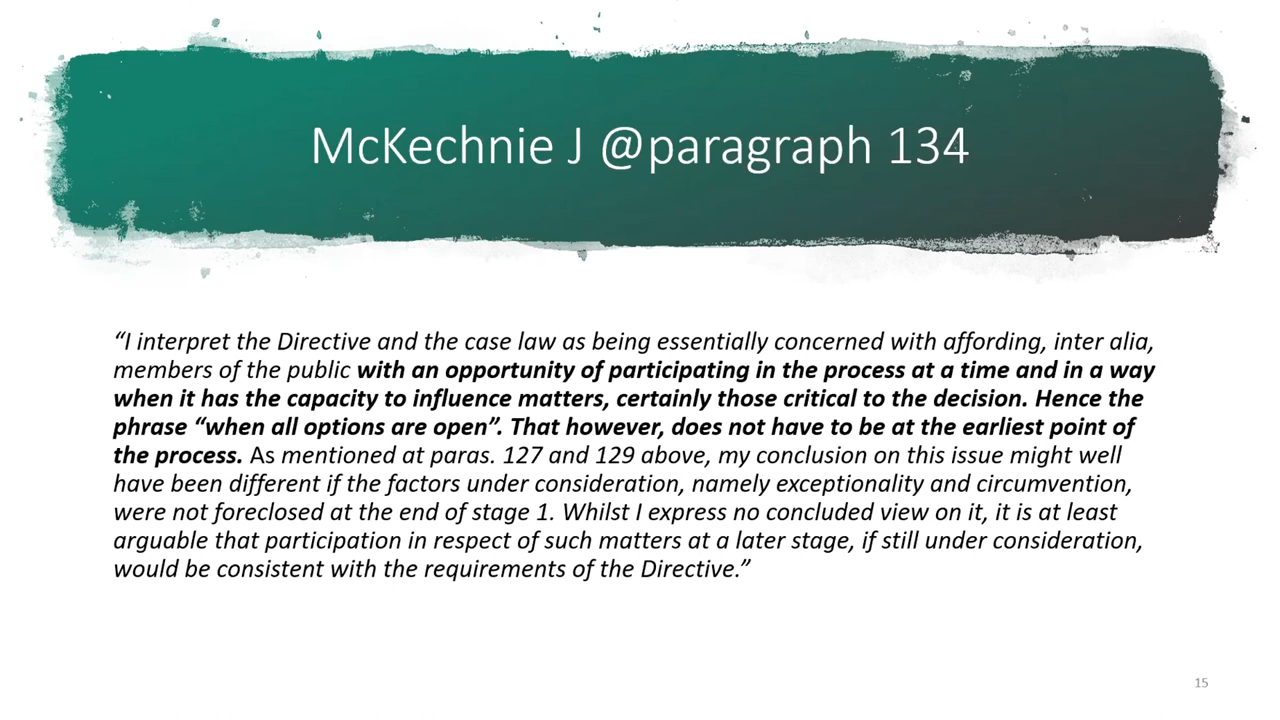 McKechnie J @paragraph 134
“I interpret the Directive and the case law as being essentially concerned with affording, inter alia,
members of the public with an opportunity of participating in the process at a time and in a way
when it has the capacity to influence matters, certainly those critical to the decision. Hence the
phrase “when all options are open”. That however, does not have to be at the earliest point of
the process. As mentioned at paras. 127 and 129 above, my conclusion on this issue might well
have been different if the factors under consideration, namely exceptionality and circumvention,
were not foreclosed at the end of stage 1. Whilst I express no concluded view on it, it is at least
arguable that participation in respect of such matters at a later stage, if still under consideration,
would be consistent with the requirements of the Directive.”
15